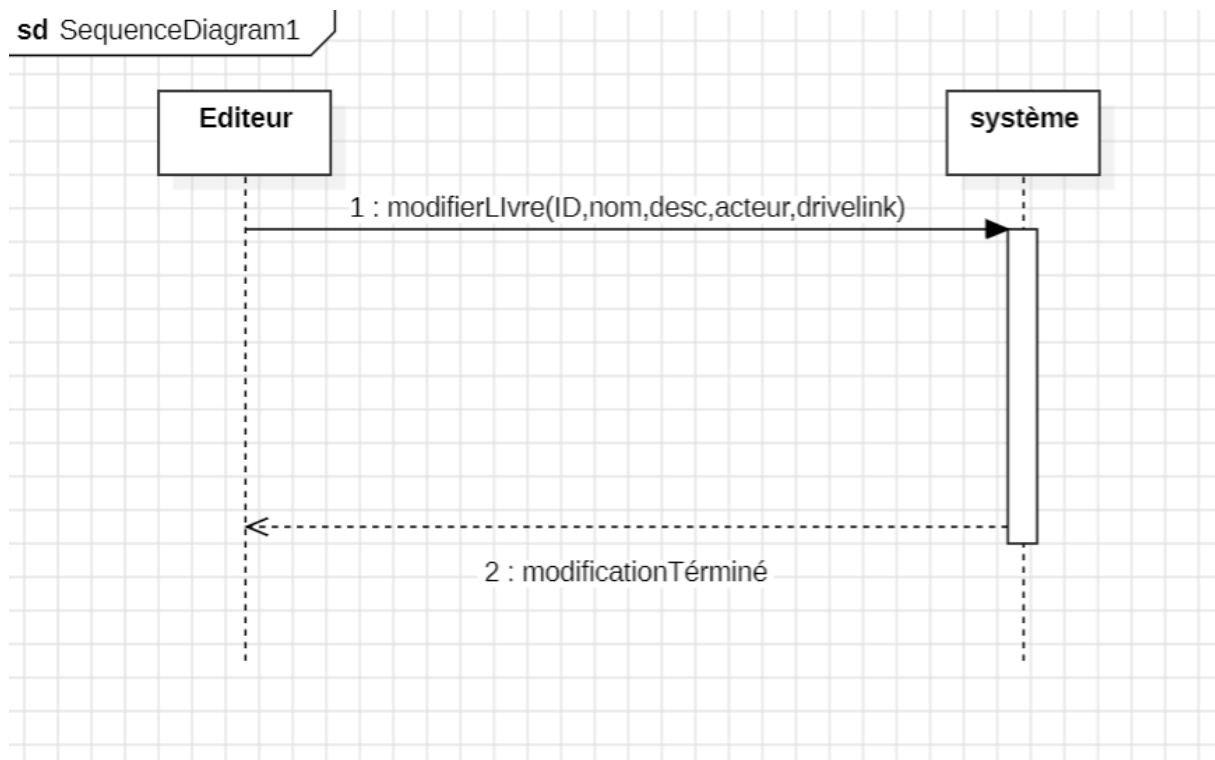 sd SequenceDiagram1
Editeur
système
1 : modifierLIvre(ID,nom,desc,acteur,drivelink)
2 : modificationTérminé